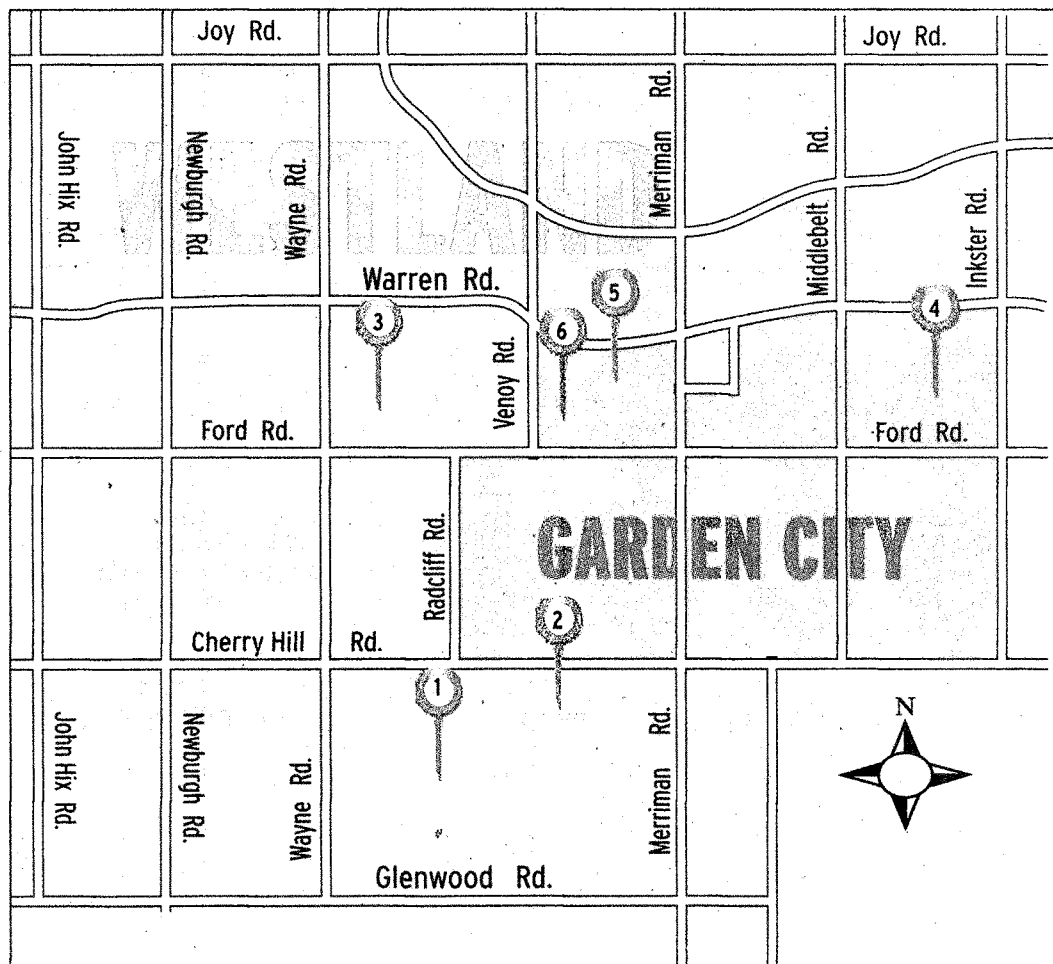 Joy Rd.
Joy Rd.
John Hix Rd.
Newburgh Rd.
Wayne Rd.
WESTLAND
Merriman Rd.
Middlebelt Rd.
Inkster Rd.
Warren Rd.
3
5
6
4
Venoy Rd.
Ford Rd.
Ford Rd.
Radcliff Rd.
GARDEN CITY
2
Cherry Hill Rd.
1
John Hix Rd.
Newburgh Rd.
Wayne Rd.
Merriman Rd.
N
Glenwood Rd.